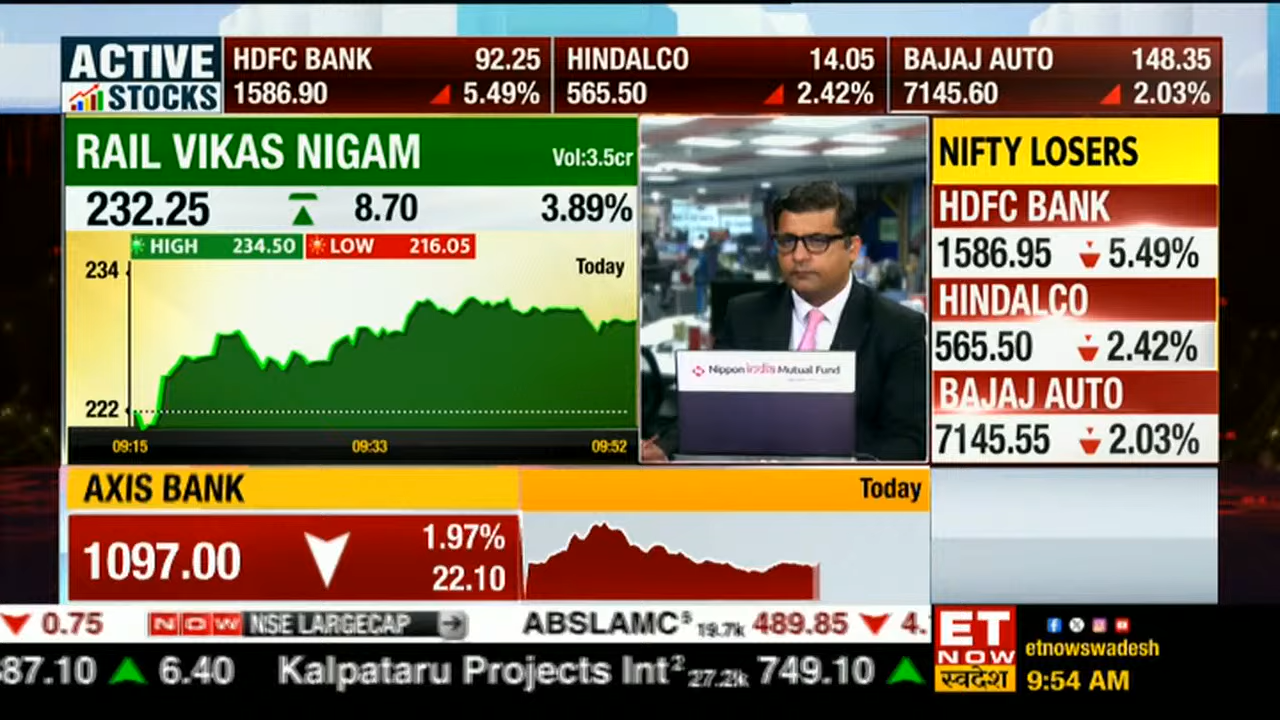 ACTIVE
STOCKS
HDFC BANK 92.25
1586.90 5.49%
HINDALCO 14.05
565.50 2.42%
BAJAJ AUTO 148.35
7145.60 2.03%
RAIL VIKAS NIGAM Vol:3.5cr
232.25 8.70 3.89%
HIGH 234.50 LOW 216.05
Today
234
222
09:15 09:33 09:52
Nippon india Mutual Fund
NIFTY LOSERS
HDFC BANK
1586.95 5.49%
HINDALCO
565.50 2.42%
BAJAJ AUTO
7145.55 2.03%
AXIS BANK Today
1097.00 1.97%
22.10
0.75 NOW NSE LARGECAP ABSLAMC S 19.7k 489.85 4.
87.10 6.40 Kalpataru Projects Int 2 27.2k 749.10
ET
NOW
स्वदेश
etnowswadesh
9:54 AM